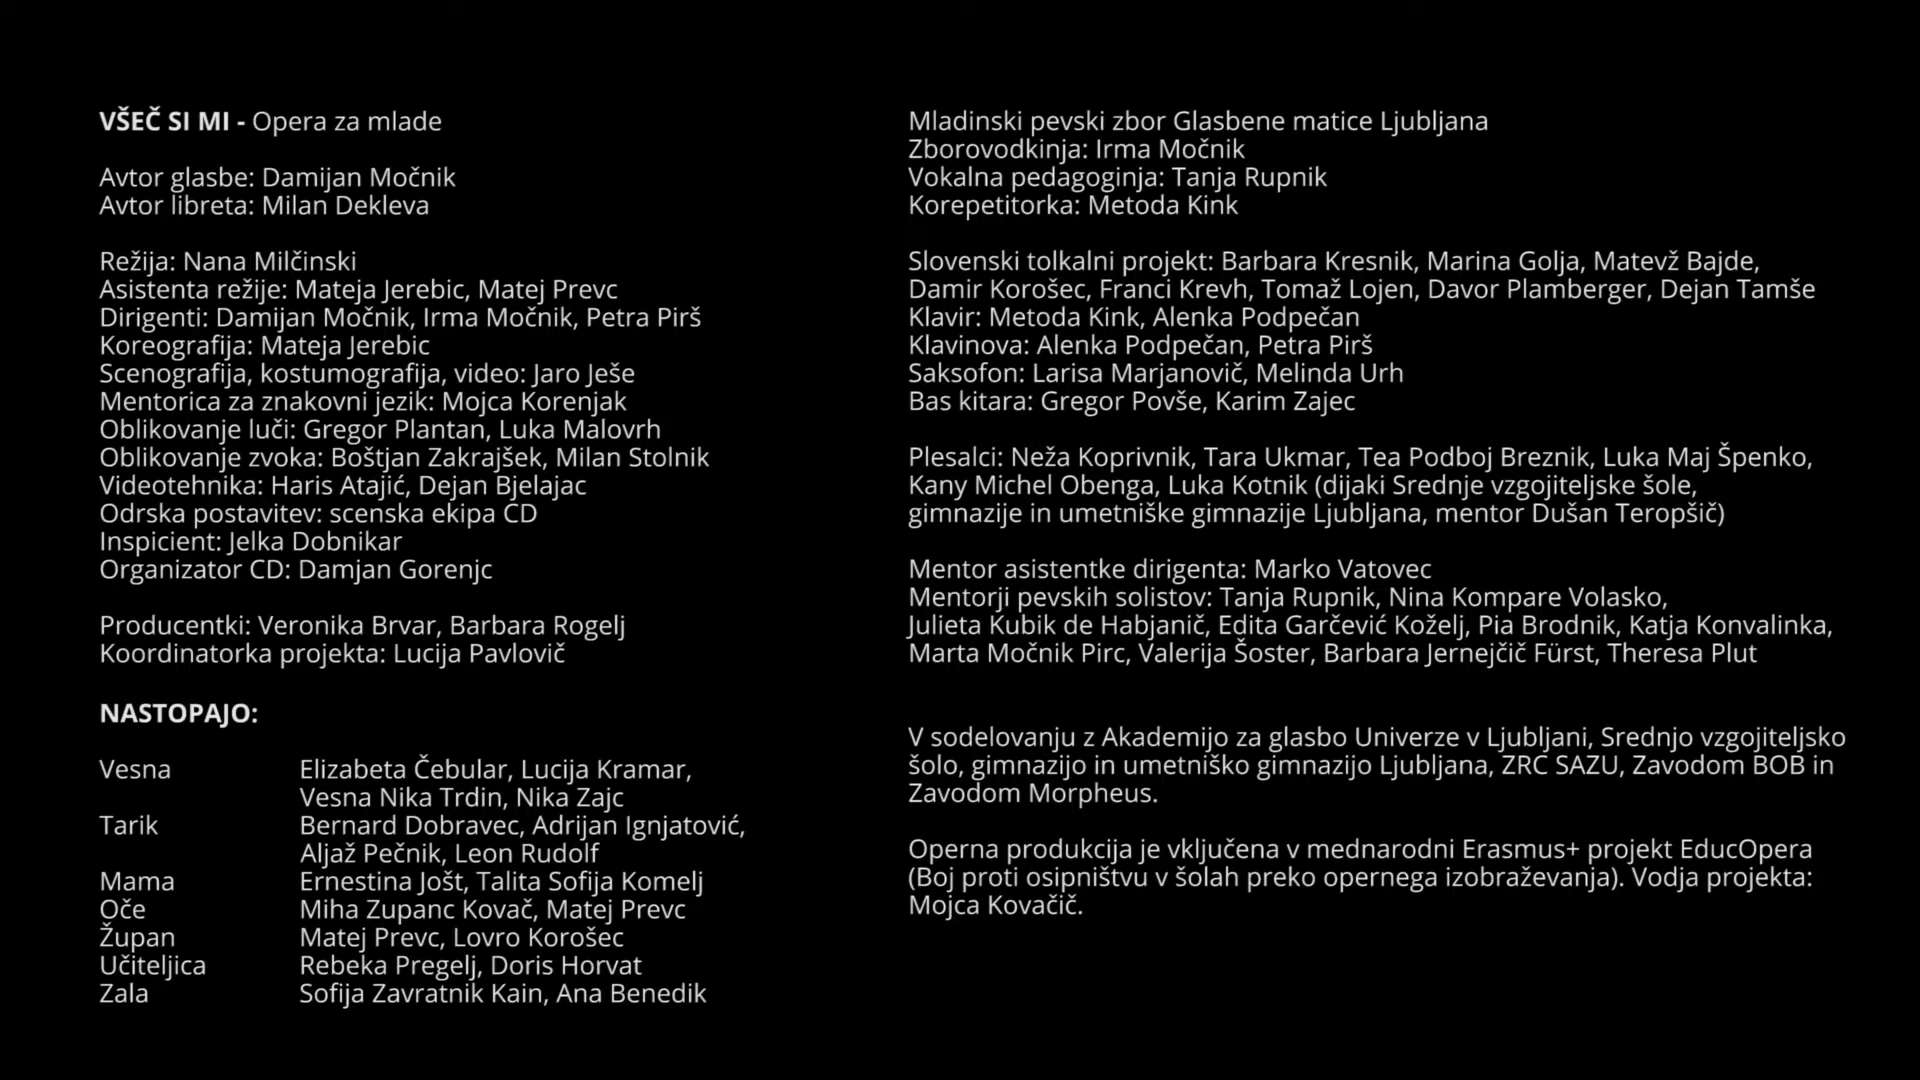 VŠEČ SI MI - Opera za mlade
Avtor glasbe: Damijan Močnik
Avtor libreta: Milan Dekleva
Režija: Nana Milčinski
Asistenta režije: Mateja Jerebic, Matej Prevc
Dirigenti: Damijan Močnik, Irma Močnik, Petra Pirš
Koreografija: Mateja Jerebic
Scenografija, kostumografija, video: Jaro Ješe
Mentorica za znakovni jezik: Mojca Korenjak
Oblikovanje luči: Gregor Plantan, Luka Malovrh
Oblikovanje zvoka: Boštjan Zakrajšek, Milan Stolnik
Videotehnika: Haris Atajić, Dejan Bjelajac
Odrska postavitev: scenska ekipa CD
Inspicient: Jelka Dobnikar
Organizator CD: Damjan Gorenjc
Producentki: Veronika Brvar, Barbara Rogelj
Koordinatorka projekta: Lucija Pavlovič
NASTOPAJO:
Vesna Elizabeta Čebular, Lucija Kramar,
Vesna Nika Trdin, Nika Zajc
Tarik Bernard Dobravec, Adrijan Ignjatović,
Aljaž Pečnik, Leon Rudolf
Mama Ernestina Jošt, Talita Sofija Komelj
Oče Miha Zupanc Kovač, Matej Prevc
Župan Matej Prevc, Lovro Korošec
Učiteljica Rebeka Pregelj, Doris Horvat
Zala Sofija Zavratnik Kain, Ana Benedik
Mladinski pevski zbor Glasbene matice Ljubljana
Zborovodkinja: Irma Močnik
Vokalna pedagoginja: Tanja Rupnik
Korepetitorka: Metoda Kink
Slovenski tolkalni projekt: Barbara Kresnik, Marina Golja, Matevž Bajde,
Damir Korošec, Franci Krevh, Tomaž Lojen, Davor Plamberger, Dejan Tamše
Klavir: Metoda Kink, Alenka Podpečan
Klavinova: Alenka Podpečan, Petra Pirš
Saksofon: Larisa Marjanovič, Melinda Urh
Bas kitara: Gregor Povše, Karim Zajec
Plesalci: Neža Koprivnik, Tara Ukmar, Tea Podboj Breznik, Luka Maj Špenko,
Kany Michel Obenga, Luka Kotnik (dijaki Srednje vzgojiteljske šole,
gimnazije in umetniške gimnazije Ljubljana, mentor Dušan Teropšič)
Mentor asistentke dirigenta: Marko Vatovec
Mentorji pevskih solistov: Tanja Rupnik, Nina Kompare Volasko,
Julieta Kubik de Habjanič, Edita Garčević Koželj, Pia Brodnik, Katja Konvalinka,
Marta Močnik Pirc, Valerija Šoster, Barbara Jernejčič Fürst, Theresa Plut
V sodelovanju z Akademijo za glasbo Univerze v Ljubljani, Srednjo vzgojiteljsko
šolo, gimnazijo in umetniško gimnazijo Ljubljana, ZRC SAZU, Zavodom BOB in
Zavodom Morpheus.
Operna produkcija je vključena v mednarodni Erasmus+ projekt EducOpera
(Boj proti osipništvu v šolah preko opernega izobraževanja). Vodja projekta:
Mojca Kovačič.